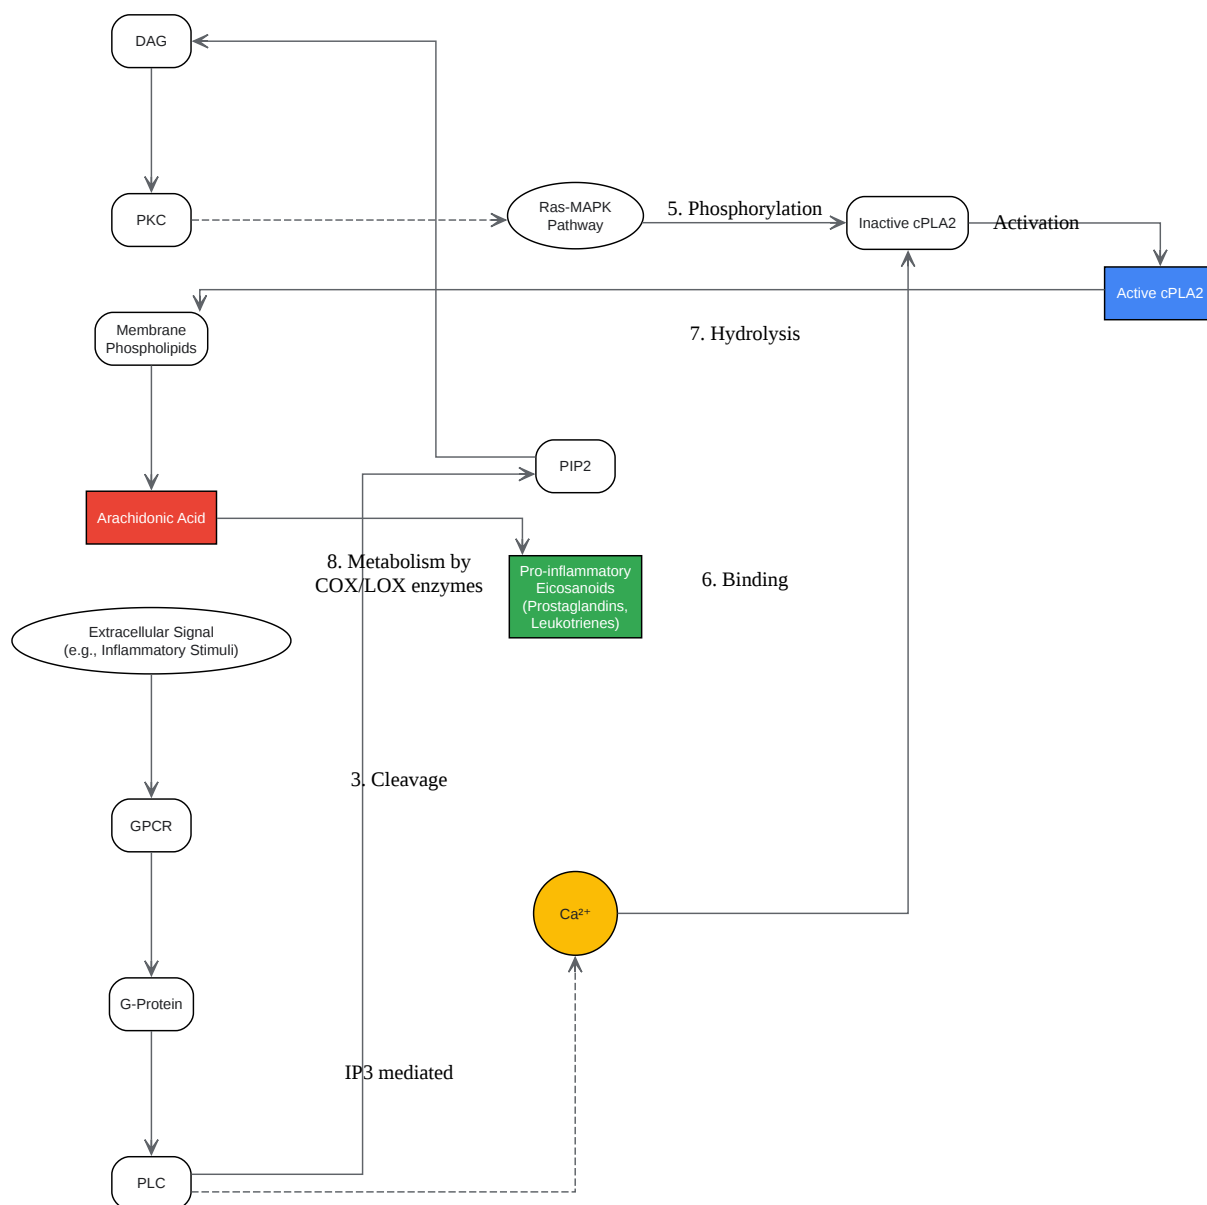 DAG
PKC
Ras-MAPK
Pathway
5. Phosphorylation
Inactive cPLA2
Activation
Active cPLA2
Membrane
Phospholipids
7. Hydrolysis
PIP2
Arachidonic Acid
8. Metabolism by
COX/LOX enzymes
Pro-inflammatory
Eicosanoids
(Prostaglandins,
Leukotrienes)
6. Binding
Extracellular Signal
(e.g., Inflammatory Stimuli)
3. Cleavage
GPCR
Ca²⁺
G-Protein
IP3 mediated
PLC